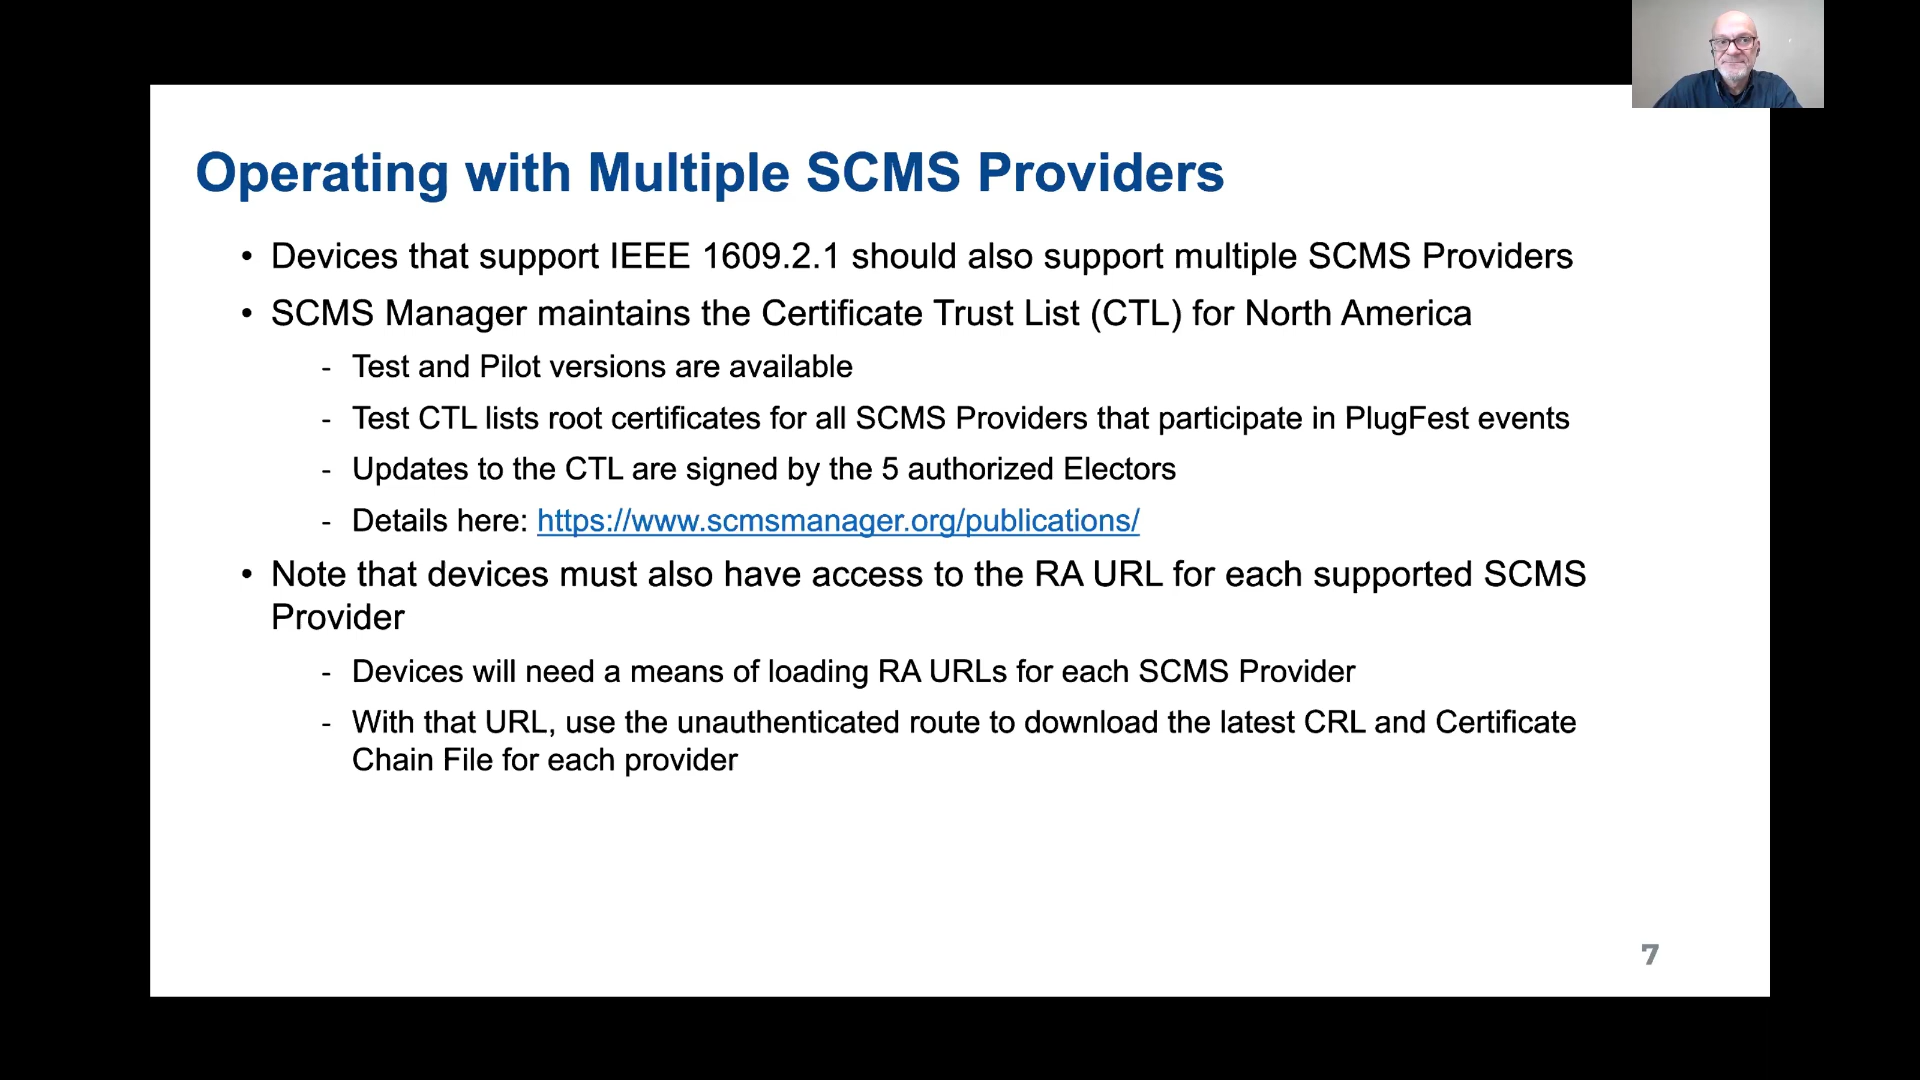 Operating with Multiple SCMS Providers
• Devices that support IEEE 1609.2.1 should also support multiple SCMS Providers
• SCMS Manager maintains the Certificate Trust List (CTL) for North America
- Test and Pilot versions are available
- Test CTL lists root certificates for all SCMS Providers that participate in PlugFest events
- Updates to the CTL are signed by the 5 authorized Electors
- Details here: https://www.scmsmanager.org/publications/
• Note that devices must also have access to the RA URL for each supported SCMS
Provider
- Devices will need a means of loading RA URLs for each SCMS Provider
- With that URL, use the unauthenticated route to download the latest CRL and Certificate
Chain File for each provider
7